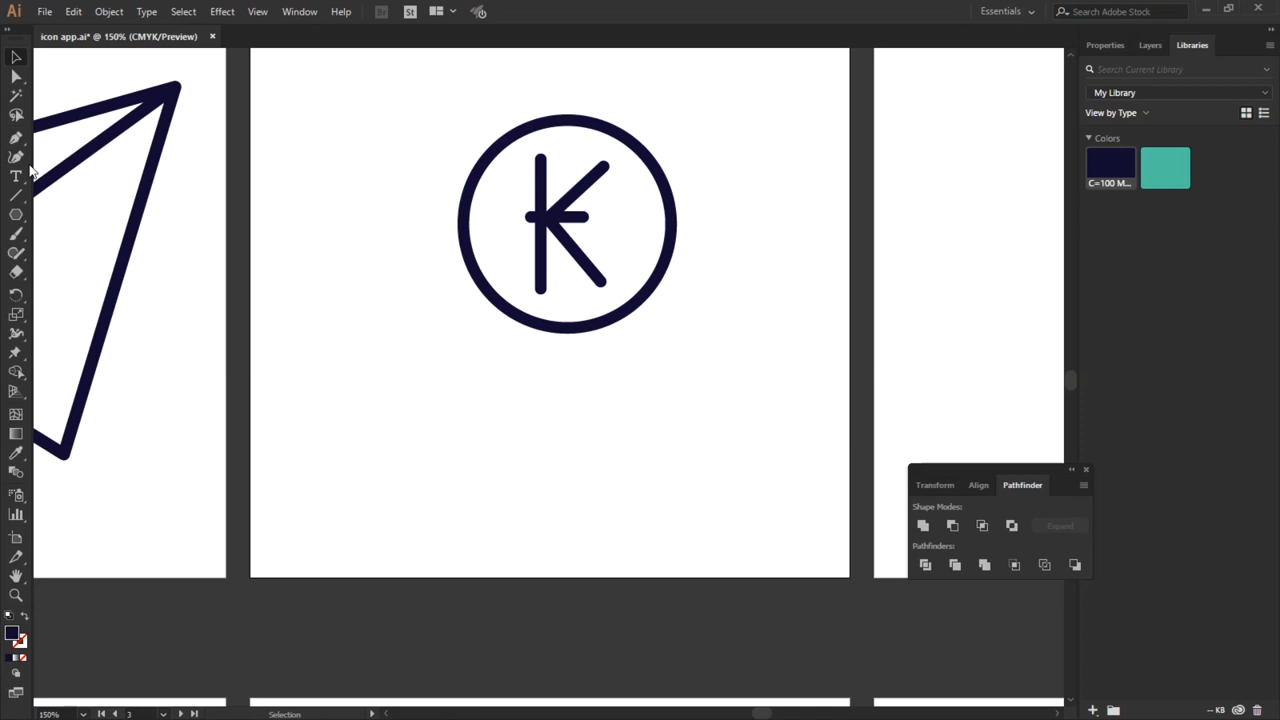 Ai File Edit Object Type Select Effect View Window Help Br St Essentials Search Adobe Stock
icon app.ai* @ 150% (CMYK/Preview)
Properties Layers Libraries
Search Current Library
My Library
View by Type
Colors
C=100 M...
K
Transform Align Pathfinder
Shape Modes:
Expand
Pathfinders:
150% 3 Selection
-- KB